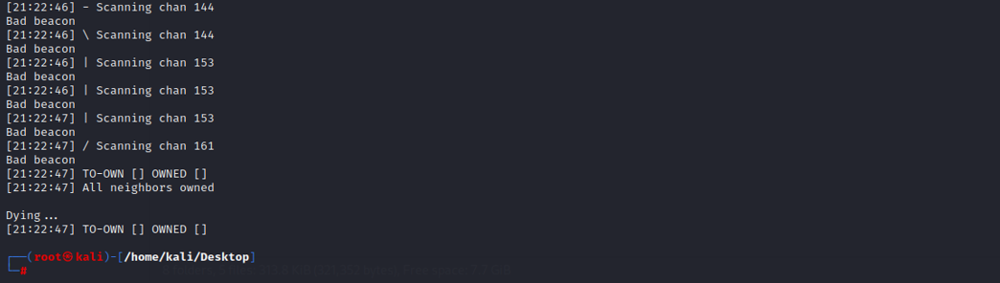 [21:22:46] - Scanning chan 144
Bad beacon
[21:22:46] \ Scanning chan 144
Bad beacon
[21:22:46] | Scanning chan 153
Bad beacon
[21:22:46] | Scanning chan 153
Bad beacon
[21:22:47] | Scanning chan 153
Bad beacon
[21:22:47] / Scanning chan 161
Bad beacon
[21:22:47] TO-OWN [] OWNED []
[21:22:47] All neighbors owned
Dying...
[21:22:47] TO-OWN [] OWNED []
┌──(root㉿kali)-[/home/kali/Desktop]
└─#